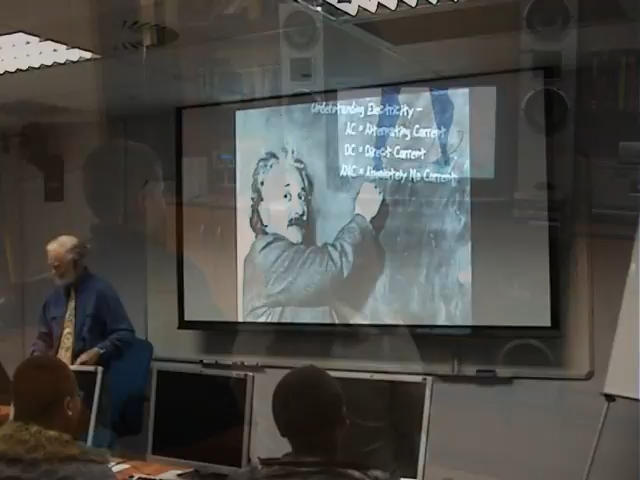 Understanding Electricity -
AC = Alternating Current
DC = Direct Current
ANC = Absolutely No Current